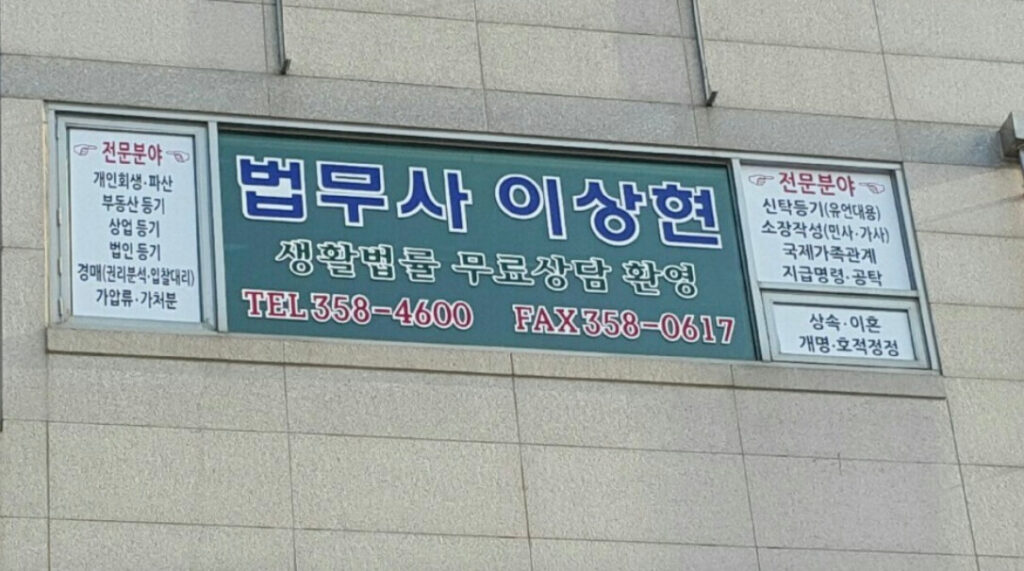 전문분야
개인회생·파산
부동산 등기
상업 등기
법인 등기
경매(권리분석·입찰대리)
가압류·가처분
법무사 이상현
생활법률 무료상담 환영
TEL 358-4600 FAX 358-0617
전문분야
신탁등기(유언대용)
소장작성(민사·가사)
국제가족관계
지급명령·공탁
상속·이혼
개명·호적정정